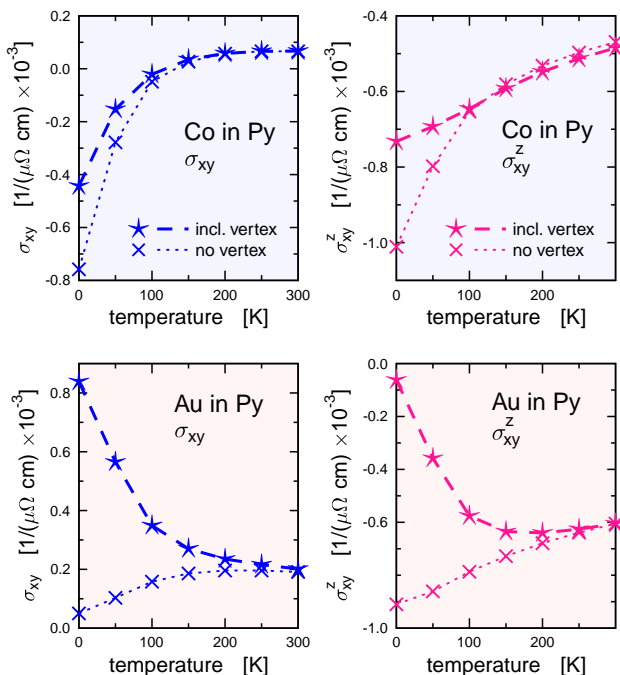 0.2
0.0
-0.2
-0.4
-0.6
-0.8
σxy [1/(μΩ cm) ×10⁻³]
Co in Py
σxy
incl. vertex
no vertex
0 100 200 300
temperature [K]
-0.4
-0.6
-0.8
-1.0
σxy^z [1/(μΩ cm) ×10⁻³]
Co in Py
σxy^z
incl. vertex
no vertex
0 100 200
temperature [K]
0.8
0.6
0.4
0.2
0.0
σxy [1/(μΩ cm) ×10⁻³]
Au in Py
σxy
0 100 200 300
temperature [K]
0.0
-0.2
-0.4
-0.6
-0.8
-1.0
σxy^z [1/(μΩ cm) ×10⁻³]
Au in Py
σxy^z
0 100 200
temperature [K]